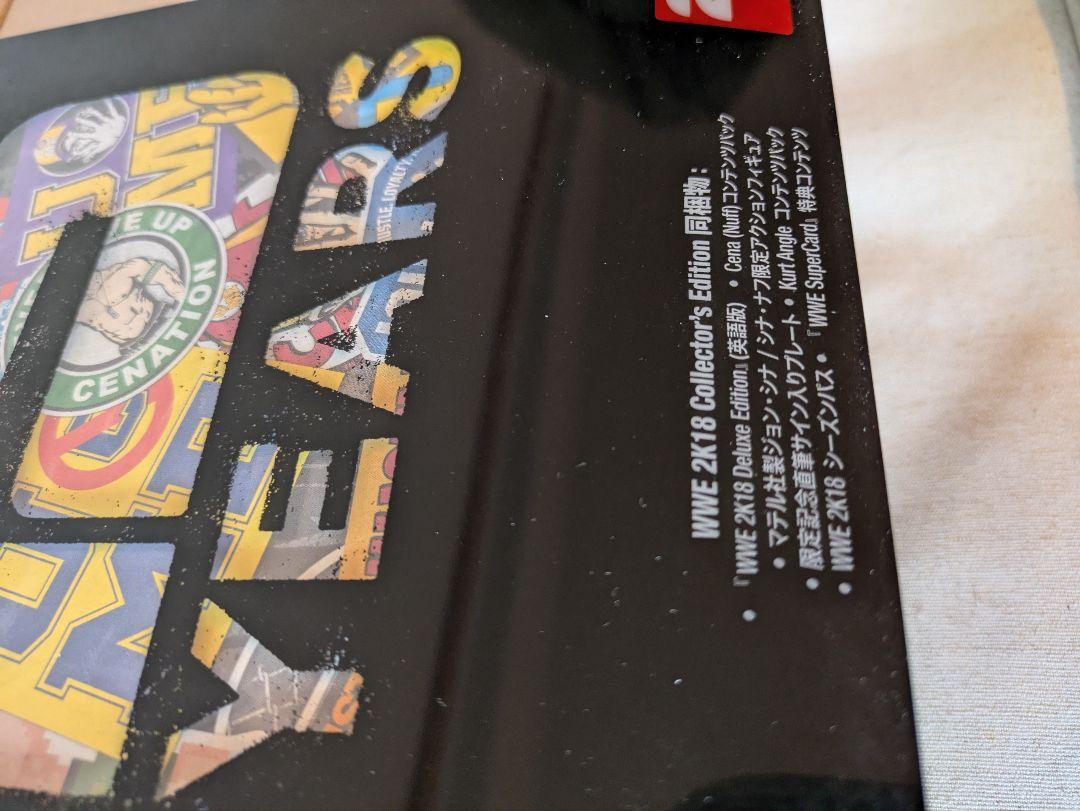 YEARS
CENATION
E UP
USTLE. LOYALTY
WWE 2K18 Collector's Edition 同梱物：
• 『WWE 2K18 Deluxe Edition』(英語版) • Cena (Nuff)コンテンツパック
• マテル社製ジョン・シナ / シナ・ナフ限定アクションフィギュア
• 限定記念直筆サイン入りプレート • Kurt Angle コンテンツパック
• WWE 2K18 シーズンパス • 『WWE SuperCard』特典コンテンツ